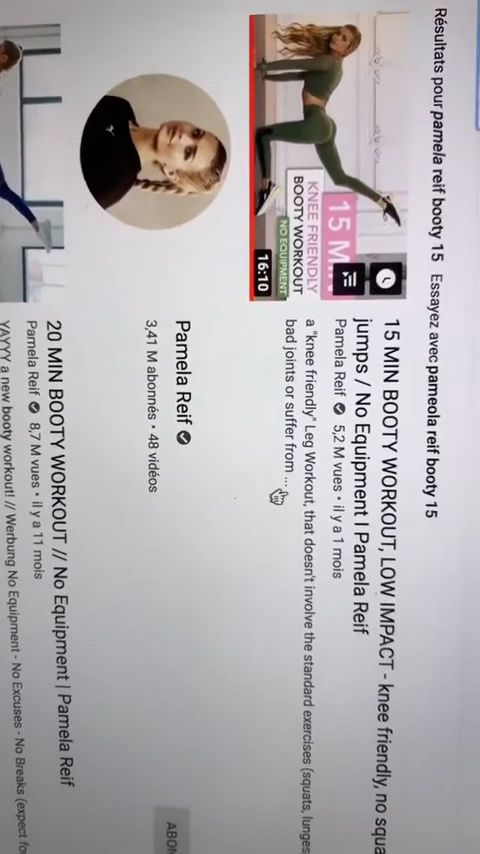 Résultats pour pamela reif booty 15 Essayez avec pameola reif booty 15
15 M
KNEE FRIENDLY
BOOTY WORKOUT
NO EQUIPMENT
16:10
15 MIN BOOTY WORKOUT, LOW IMPACT - knee friendly, no squa
jumps / No Equipment I Pamela Reif
Pamela Reif 5,2 M vues • il y a 1 mois
a "knee friendly" Leg Workout, that doesn't involve the standard exercises (squats, lunges
bad joints or suffer from ...
Pamela Reif
3,41 M abonnés • 48 vidéos
ABON
20 MIN BOOTY WORKOUT // No Equipment | Pamela Reif
Pamela Reif 8,7 M vues • il y a 11 mois
YAYYY a new booty workout! // Werbung No Equipment - No Excuses - No Breaks (expect fo